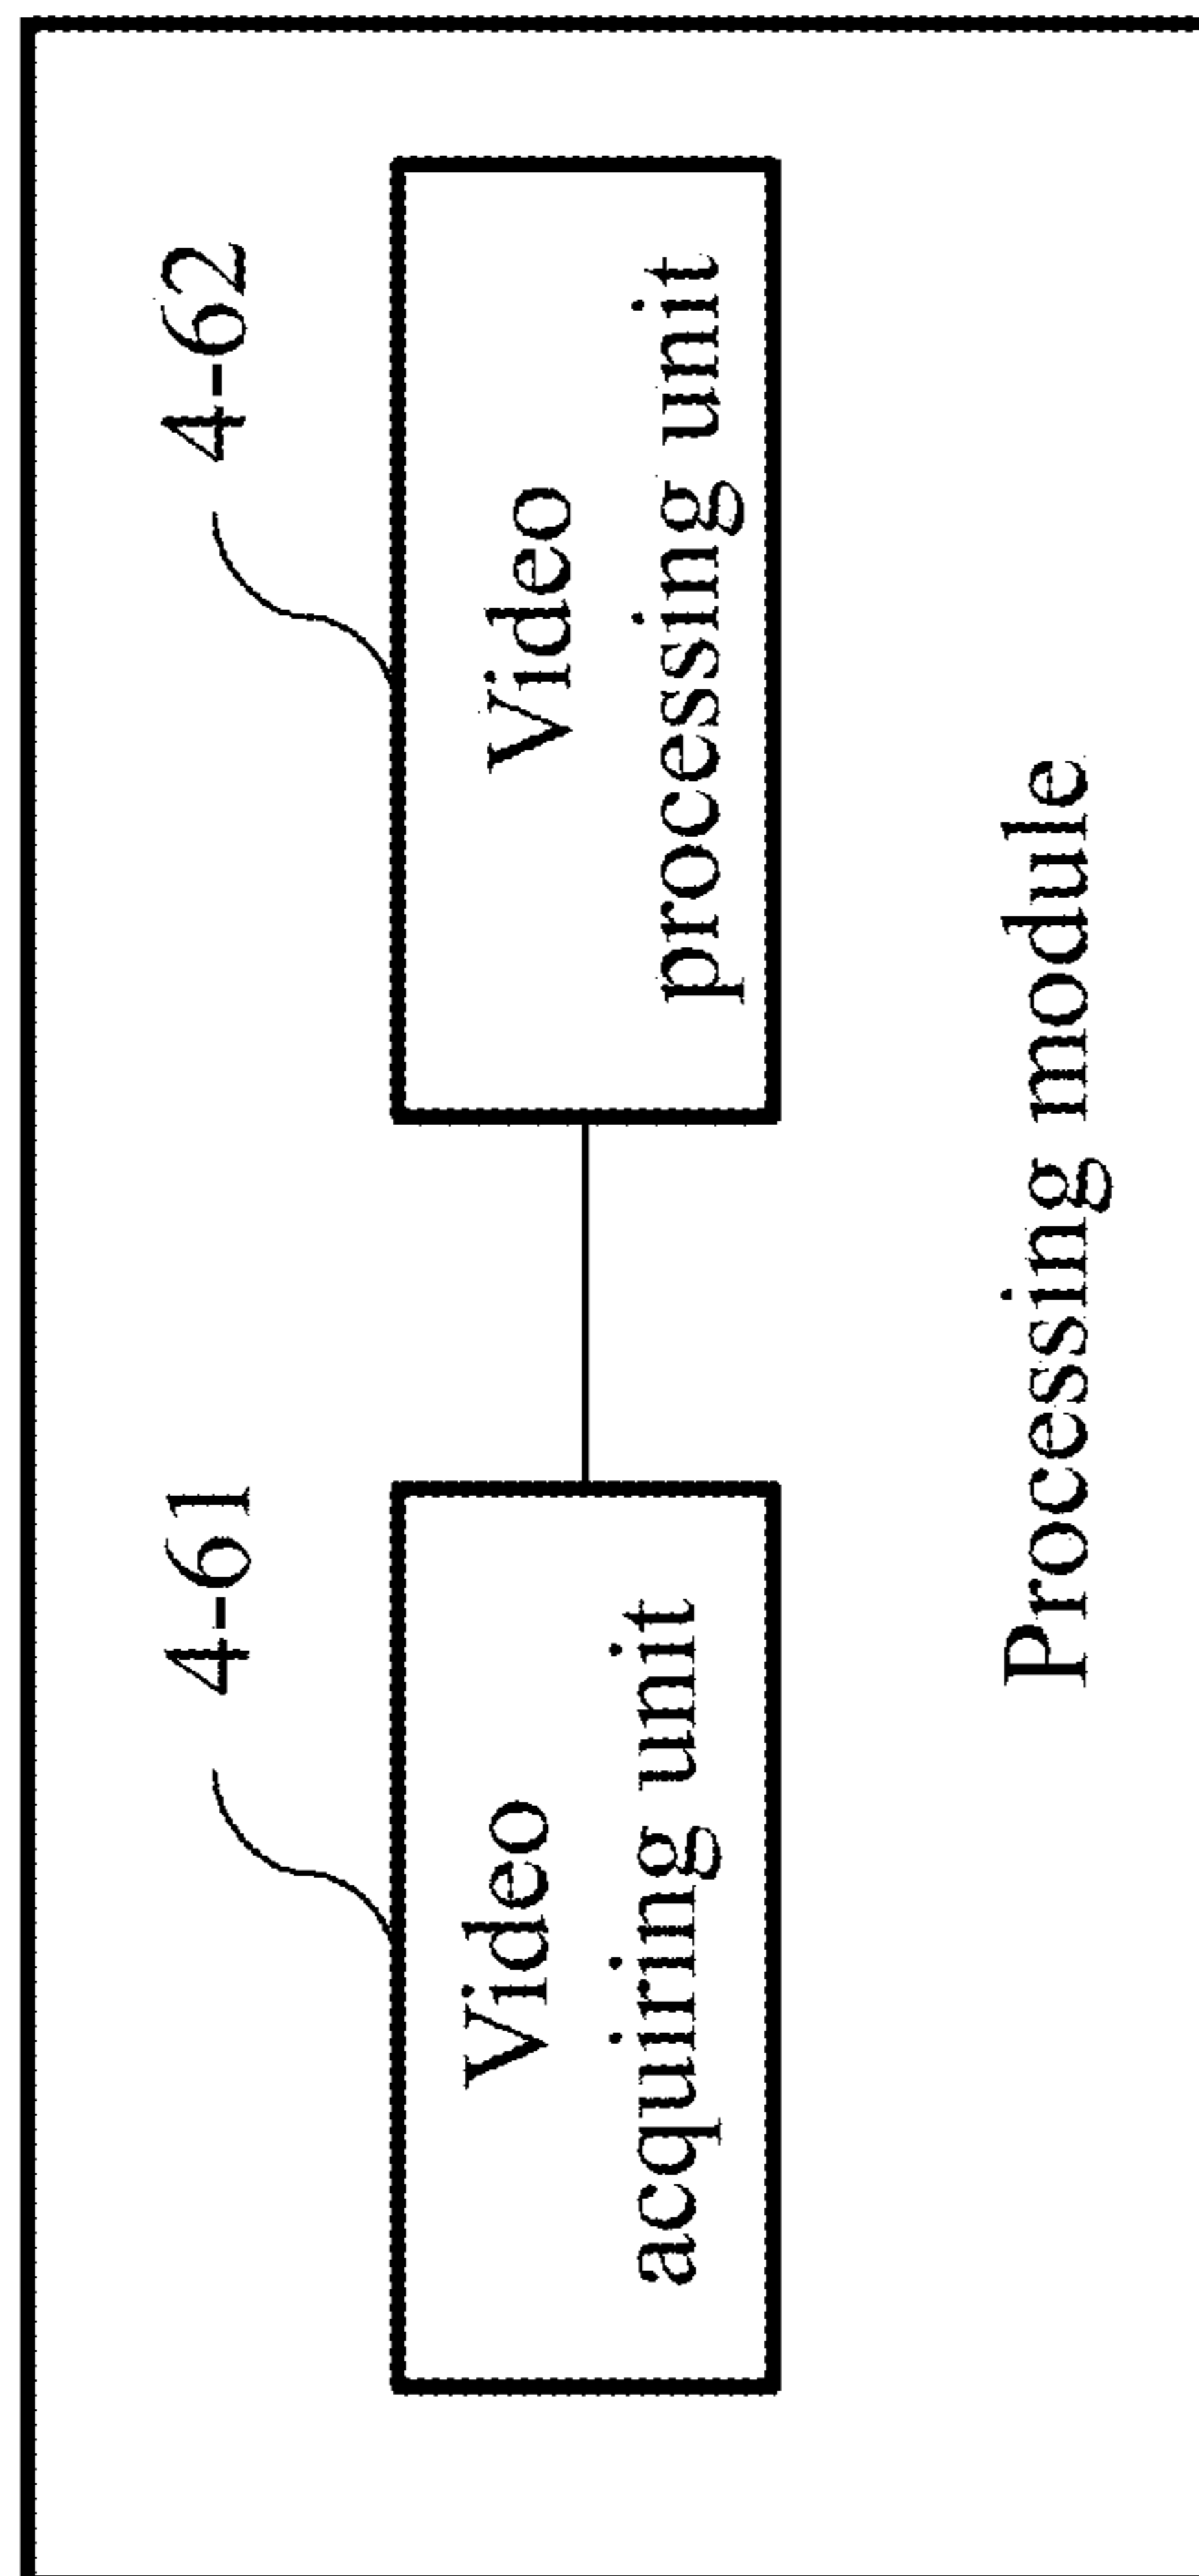 4-61
4-62
Video
acquiring unit
Video
processing unit
Processing module